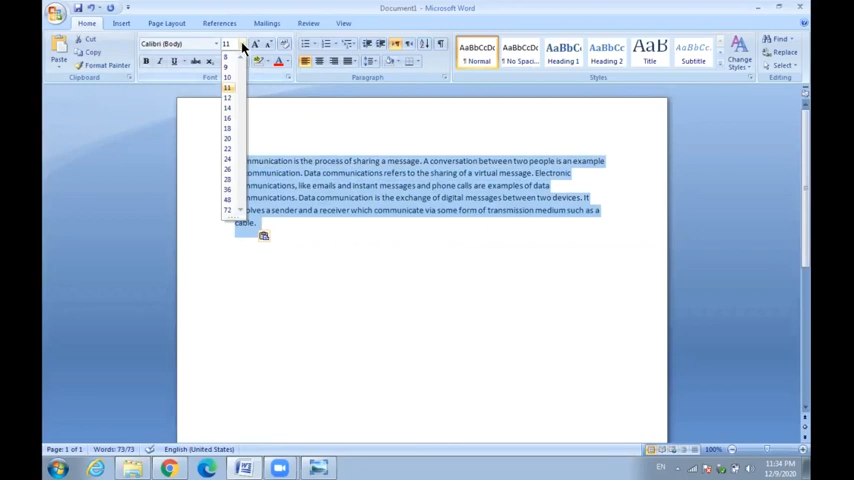 Document1 - Microsoft Word
Home Insert Page Layout References Mailings Review View
Cut
Copy
Format Painter
Paste
Clipboard
Calibri (Body) 11
Font
Paragraph
AaBbCcDc AaBbCcDc AaBbC AaBbCc AaB AaBbCc.
¶ Normal ¶ No Spaci... Heading 1 Heading 2 Title Subtitle
Change
Styles
Styles
Find
Replace
Select
Editing
8
9
10
11
12
14
16
18
20
22
24
26
28
36
48
72
mmunication is the process of sharing a message. A conversation between two people is an example
communication. Data communications refers to the sharing of a virtual message. Electronic
mmunications, like emails and instant messages and phone calls are examples of data
mmunications. Data communication is the exchange of digital messages between two devices. It
olves a sender and a receiver which communicate via some form of transmission medium such as a
cable.
Page: 1 of 1 Words: 73/73 English (United States) 100%
EN 11:34 PM
12/9/2020